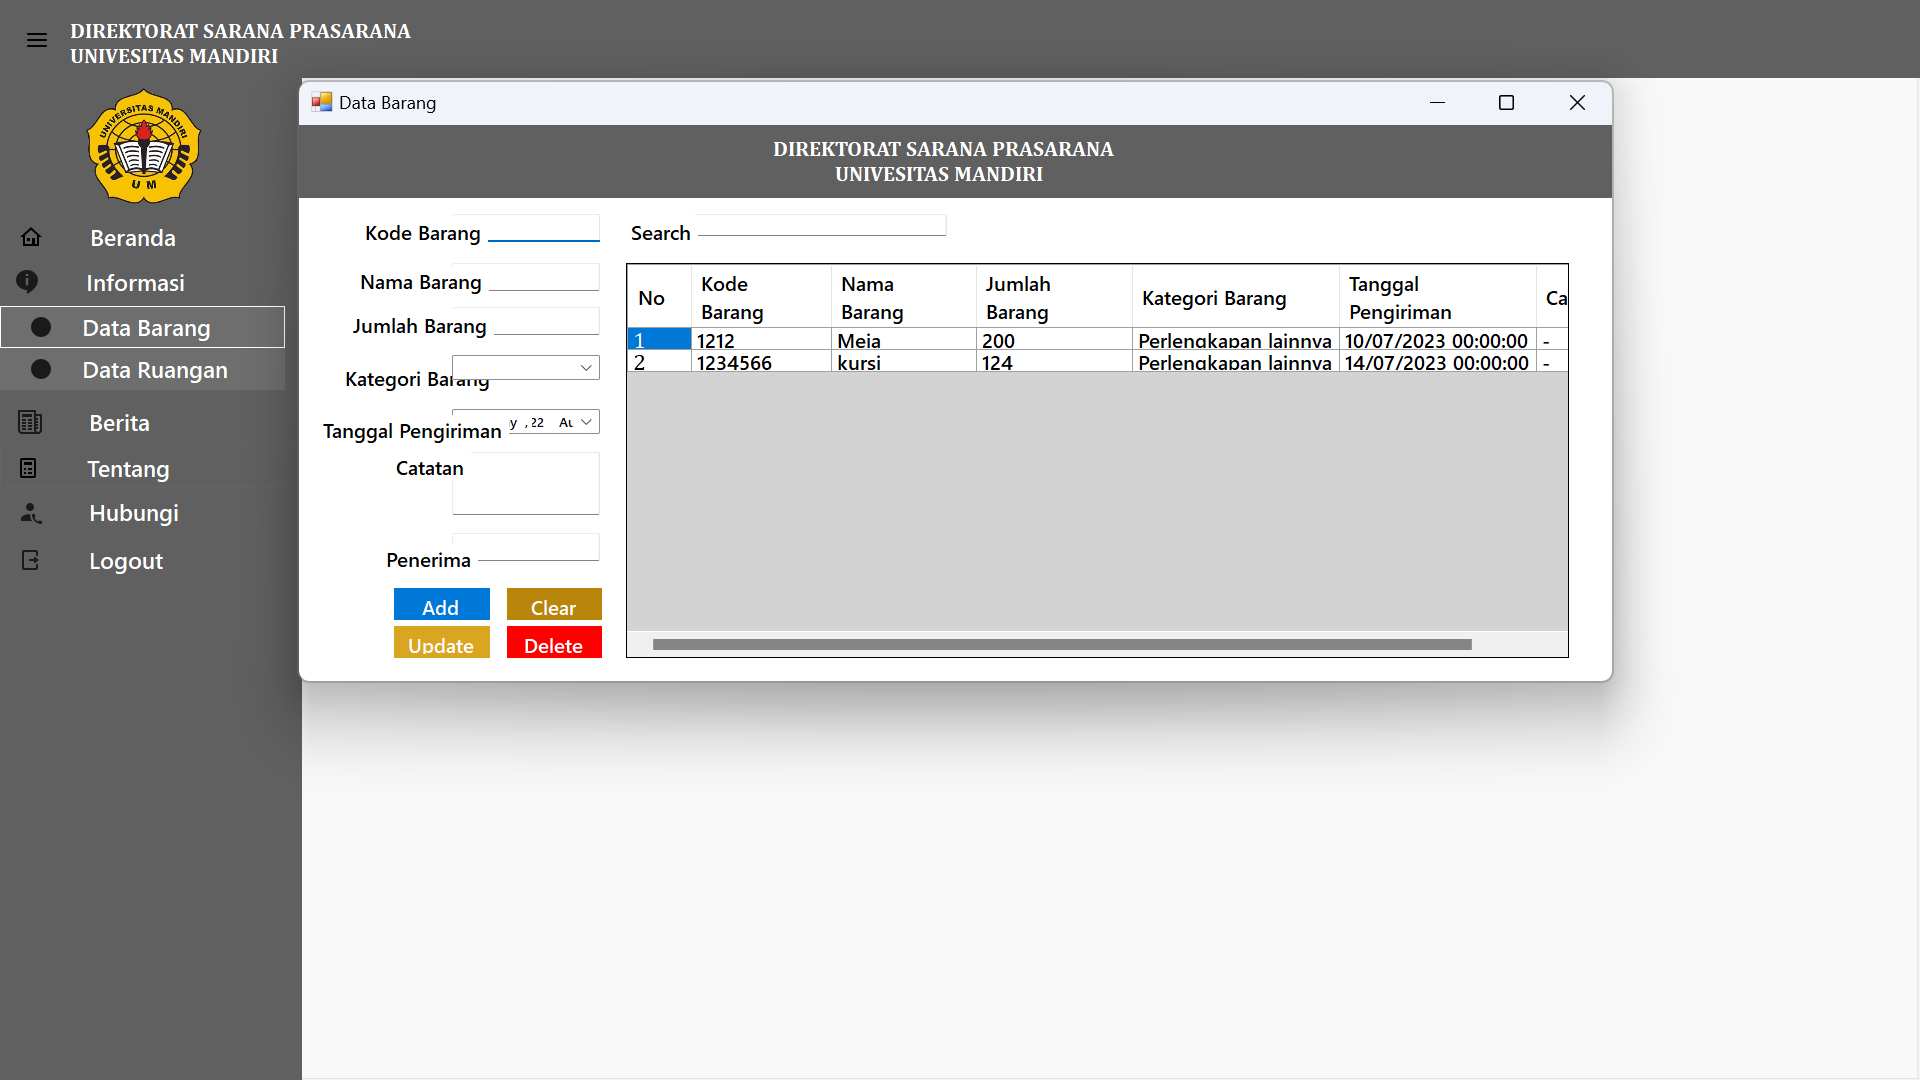 DIREKTORAT SARANA PRASARANA
UNIVESITAS MANDIRI
UNIVERSITAS MANDIRI
U M
Beranda
Informasi
Data Barang
Data Ruangan
Berita
Tentang
Hubungi
Logout
Data Barang
DIREKTORAT SARANA PRASARANA
UNIVESITAS MANDIRI
Kode Barang
Nama Barang
Jumlah Barang
Kategori Barang
Tanggal Pengiriman
y , 22
Catatan
Penerima
Add
Clear
Update
Delete
Search
No Kode Barang Nama Barang Jumlah Barang Kategori Barang Tanggal Pengiriman Ca
1 1212 Meja 200 Perlengkapan lainnya 10/07/2023 00:00:00 -
2 1234566 kursi 124 Perlengkapan lainnya 14/07/2023 00:00:00 -